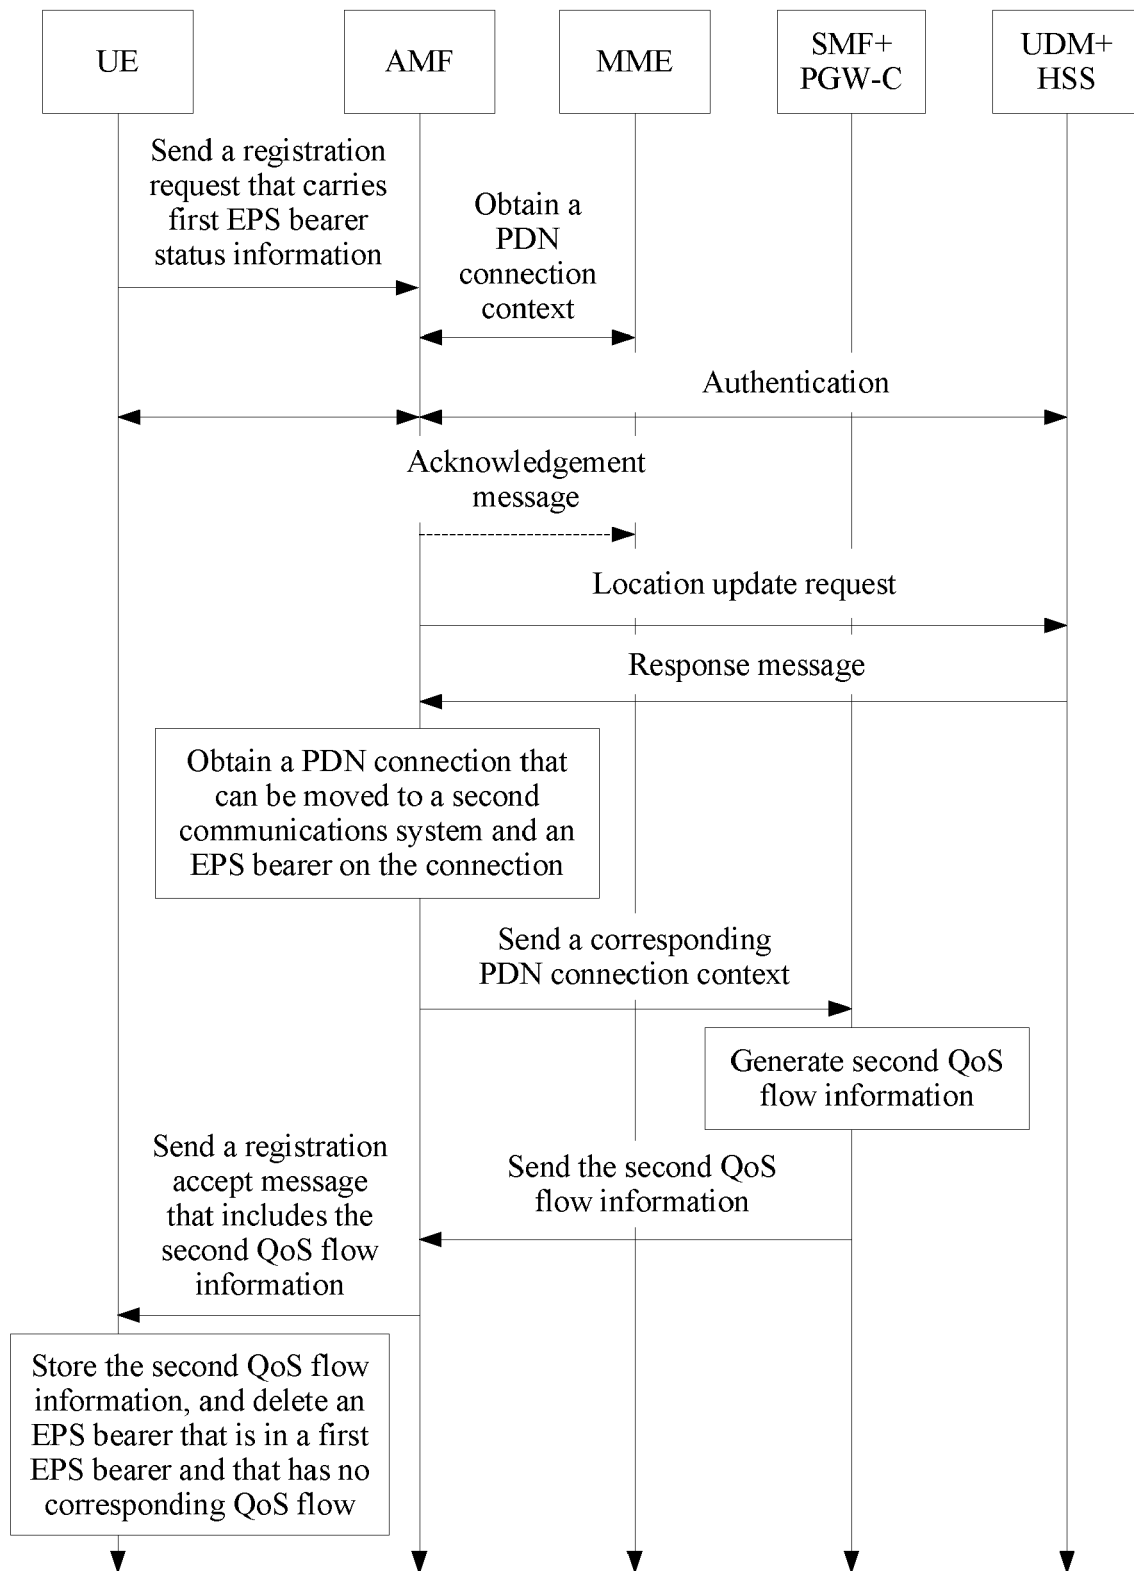 UE
AMF
MME
SMF+
PGW-C
UDM+
HSS
Send a registration
request that carries
first EPS bearer
status information
Obtain a
PDN
connection
context
Authentication
Acknowledgement
message
Location update request
Response message
Obtain a PDN connection that
can be moved to a second
communications system and an
EPS bearer on the connection
Send a corresponding
PDN connection context
Generate second QoS
flow information
Send the second QoS
flow information
Send a registration
accept message
that includes the
second QoS flow
information
Store the second QoS flow
information, and delete an
EPS bearer that is in a first
EPS bearer and that has no
corresponding QoS flow